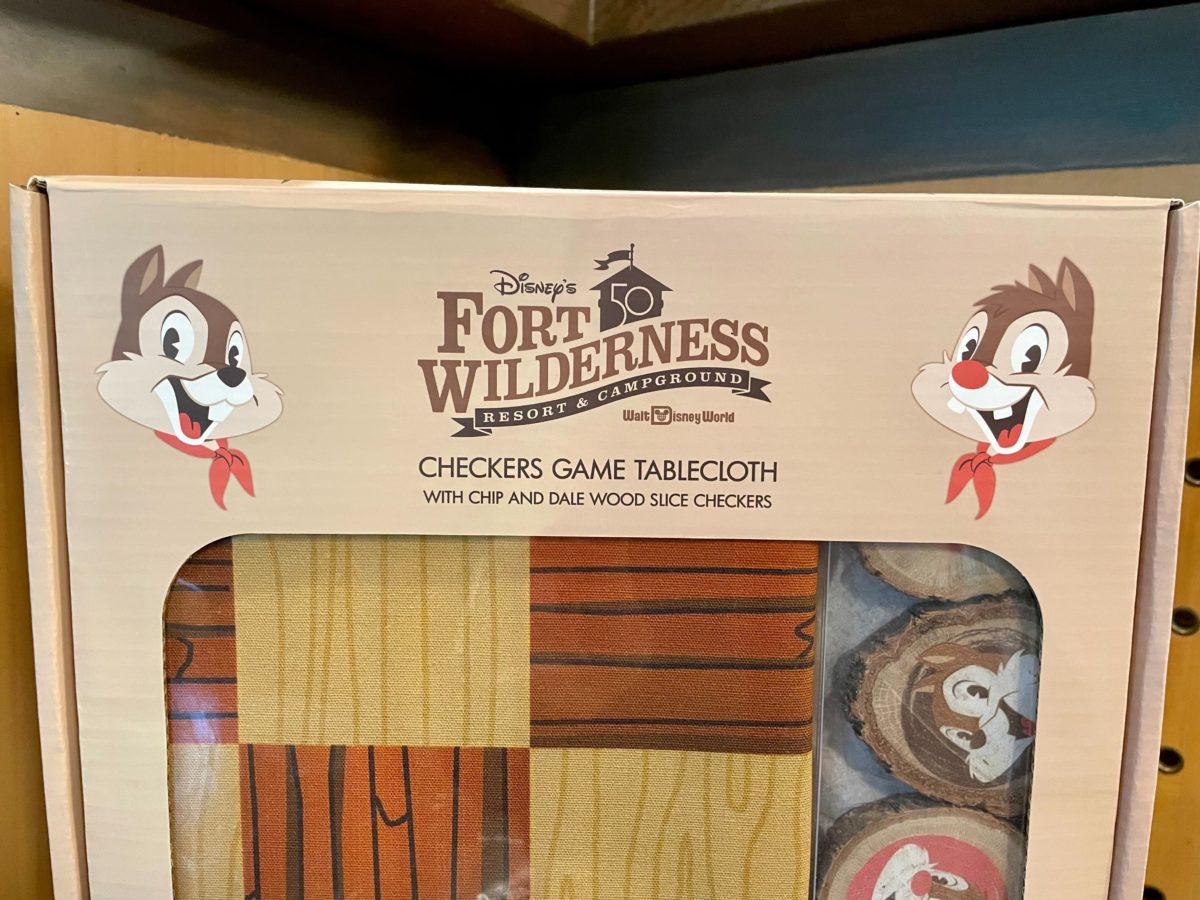 Disney's
50
FORT
WILDERNESS
RESORT & CAMPGROUND
Walt Disney World
CHECKERS GAME TABLECLOTH
WITH CHIP AND DALE WOOD SLICE CHECKERS